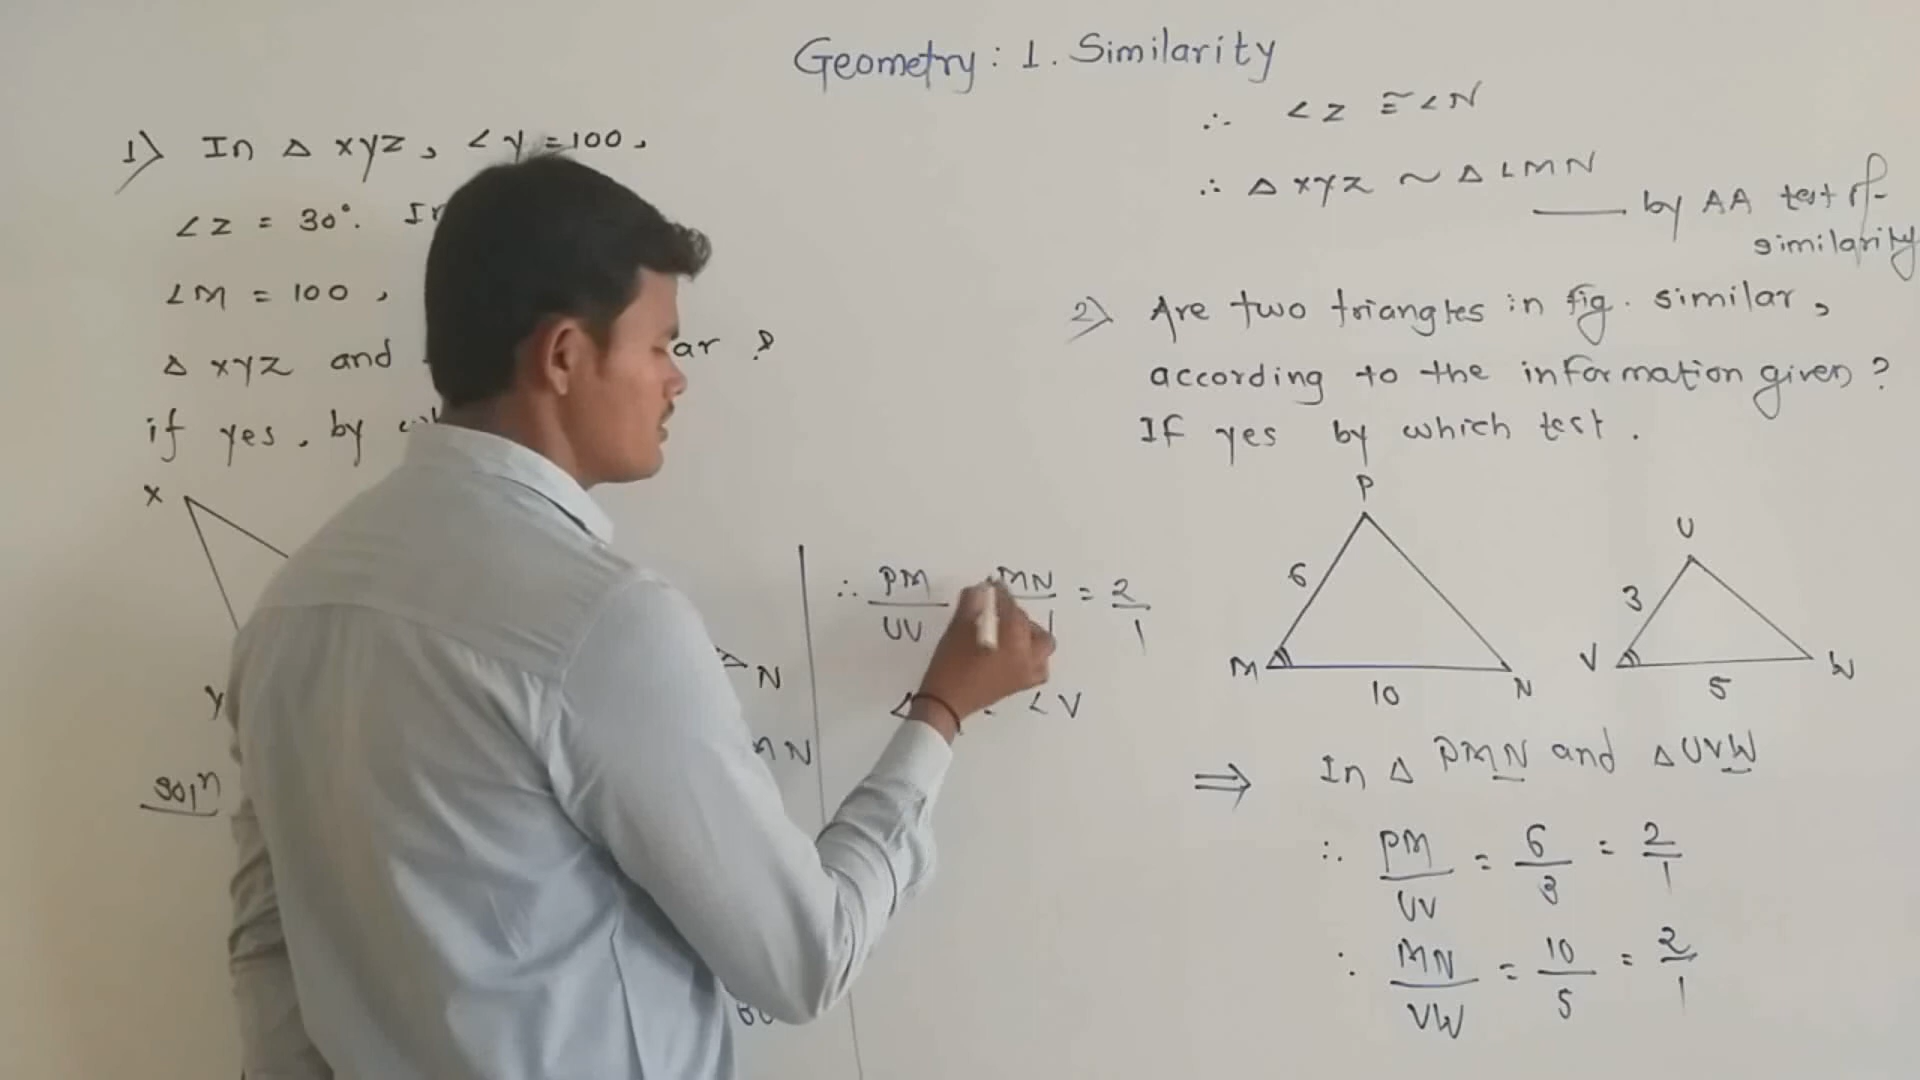 Geometry: 1. Similarity
1) In △ XYZ, ∠Y = 100,
∠Z = 30°. In
∠M = 100,
△ XYZ and ar ?
if yes, by
X
Y
N
MN
Solⁿ
∴ PM/UV MN = 2/1
∠ ∠V
∴ ∠Z ≅ ∠N
∴ △ XYZ ~ △ LMN
— by AA test of
similarity
2) Are two triangles in fig. similar,
according to the information given?
If yes by which test.
P
6
M
10
N
U
3
V
5
W
⇒ In △ PMN and △ UVW
∴ PM/UV = 6/3 = 2/1
∴ MN/VW = 10/5 = 2/1